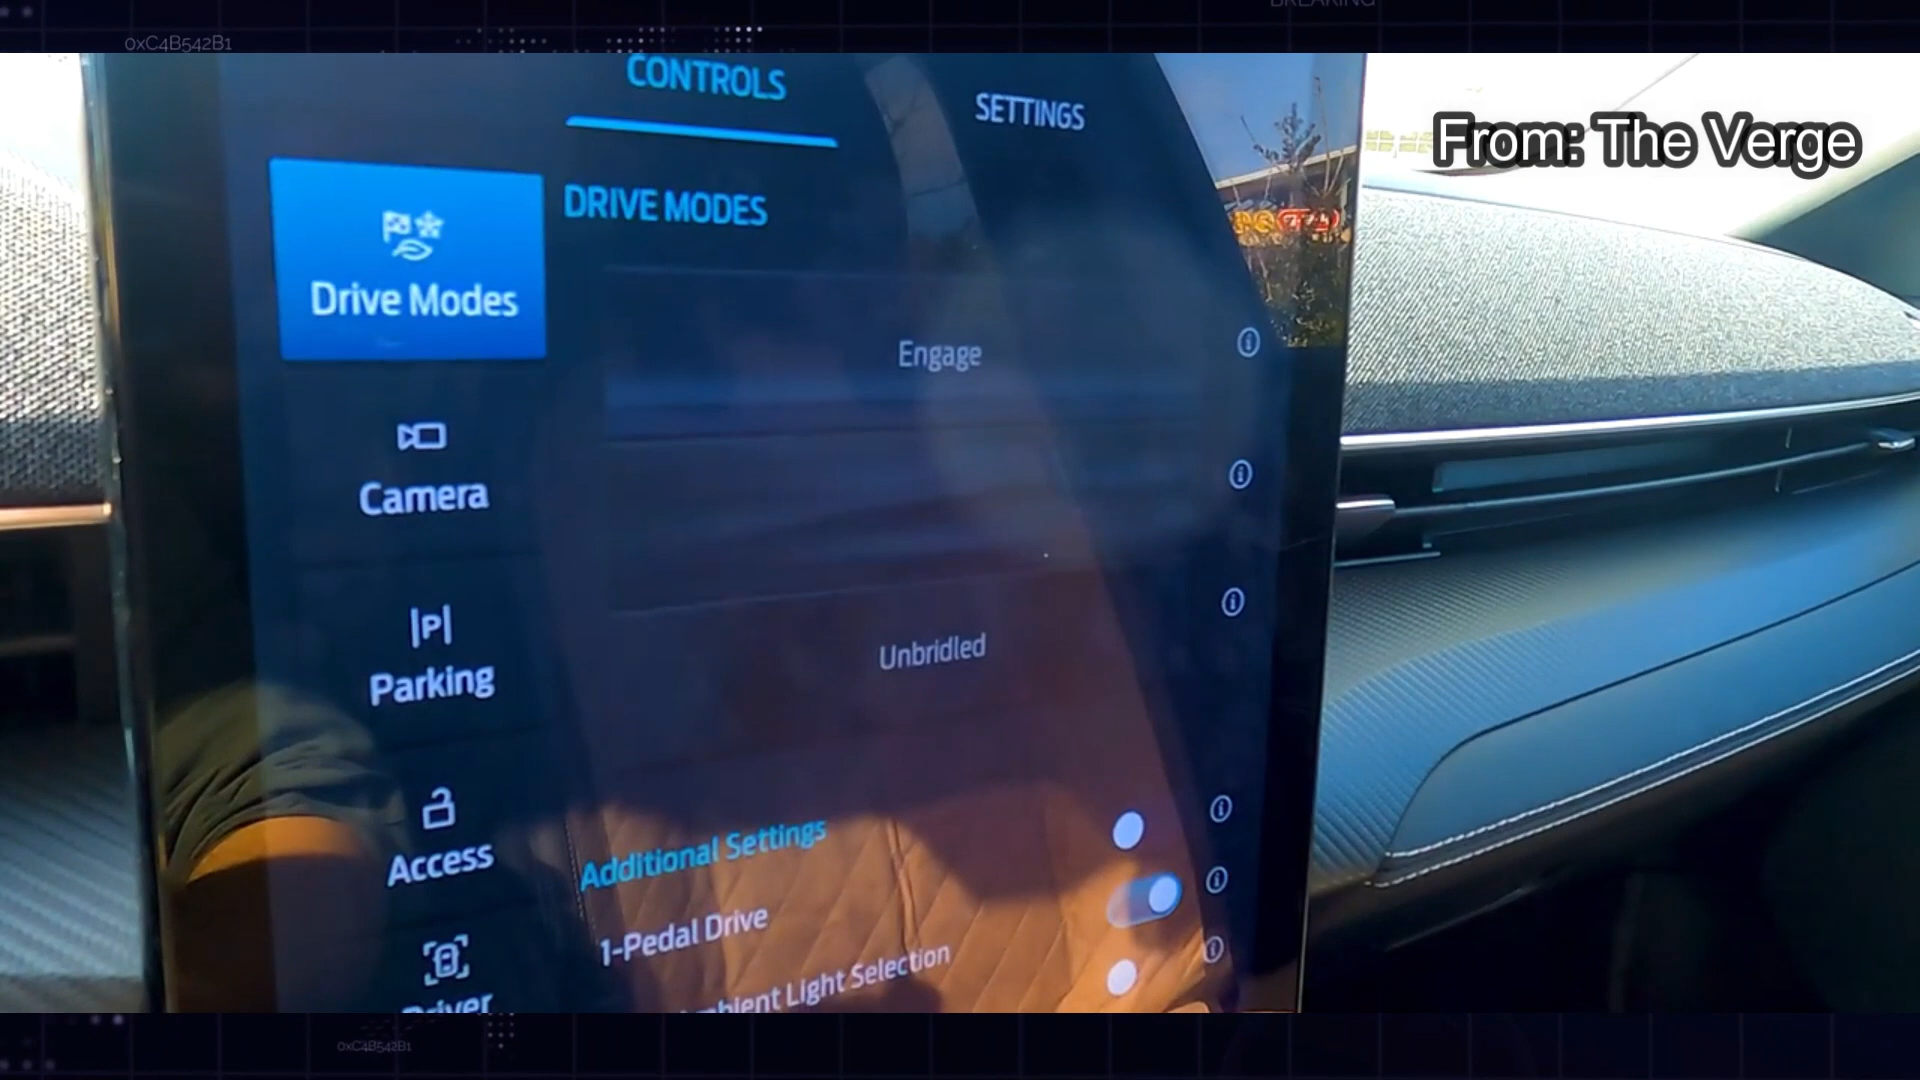 BREAKING
0xC4B542B1
CONTROLS
SETTINGS
From: The Verge
DRIVE MODES
Drive Modes
Engage
Camera
Unbridled
Parking
Additional Settings
Access
1-Pedal Drive
Ambient Light Selection
Driver
0xC4B542B1